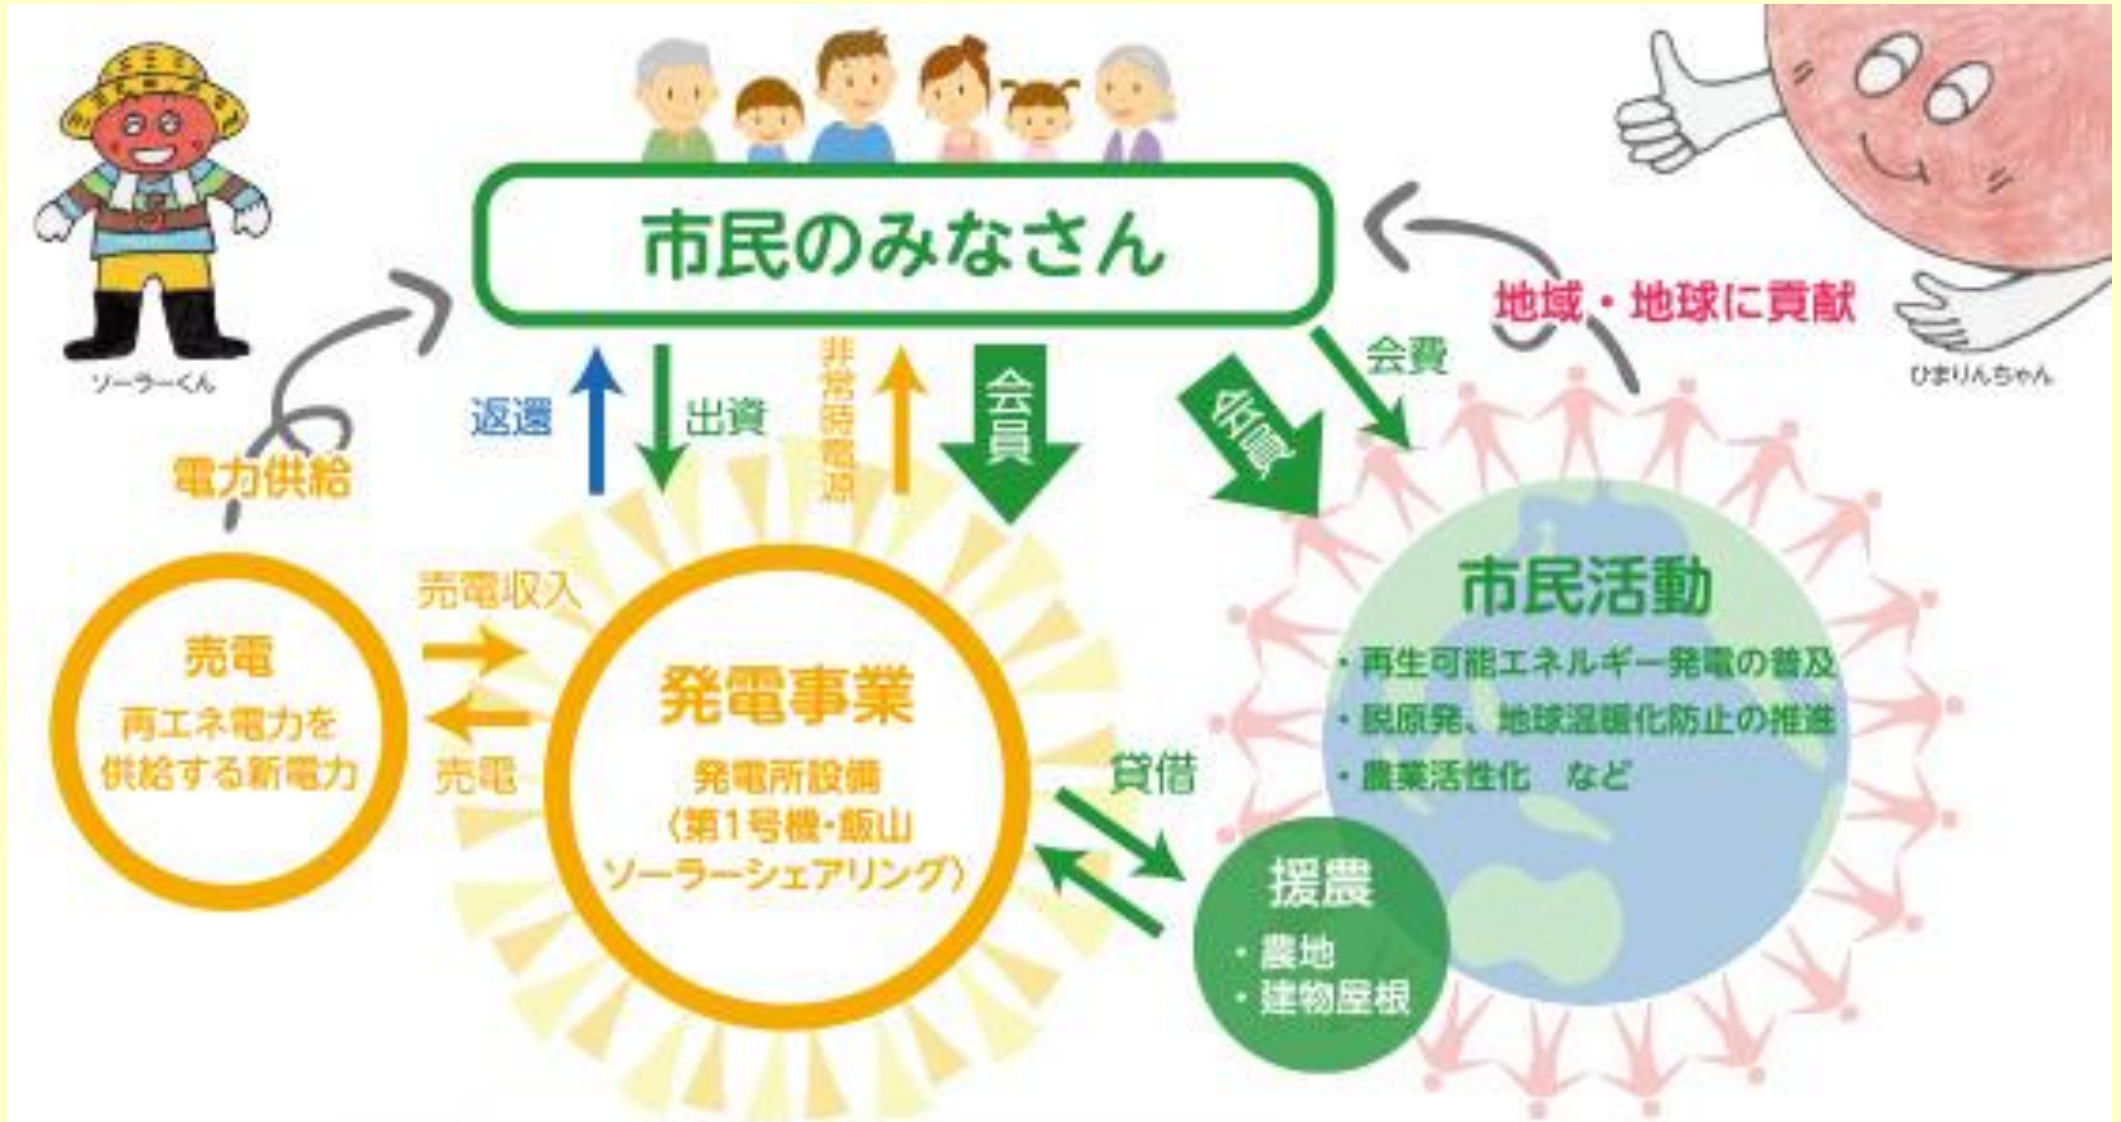 市民のみなさん
地域・地球に貢献
ソーラーくん
ひまりんちゃん
返還
出資
非常時電源
会員
会員
会費
電力供給
売電収入
売電
再エネ電力を
供給する新電力
売電
発電事業
発電所設備
〈第1号機・飯山
ソーラーシェアリング〉
貸借
市民活動
・再生可能エネルギー発電の普及
・脱原発、地球温暖化防止の推進
・農業活性化　など
援農
・農地
・建物屋根